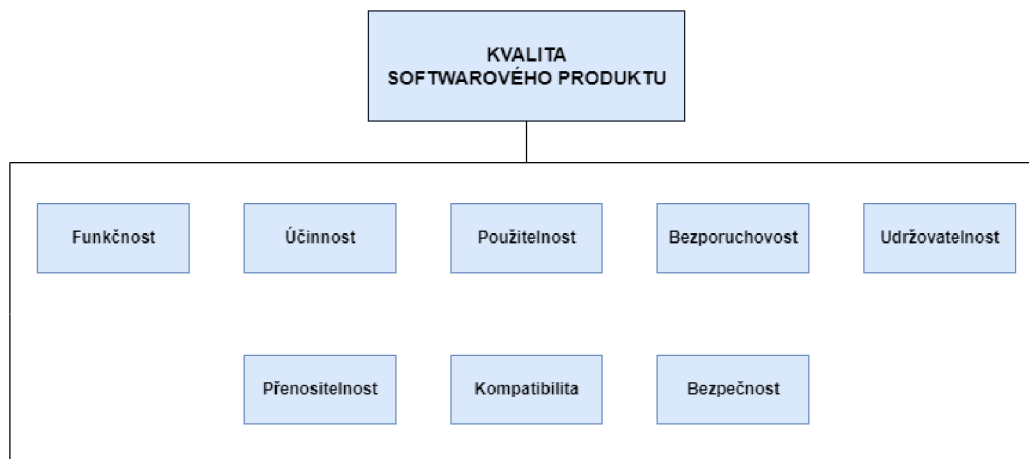 KVALITA
SOFTWAROVÉHO PRODUKTU
Funkčnost
Účinnost
Použitelnost
Bezporuchovost
Udržovatelnost
Přenositelnost
Kompatibilita
Bezpečnost